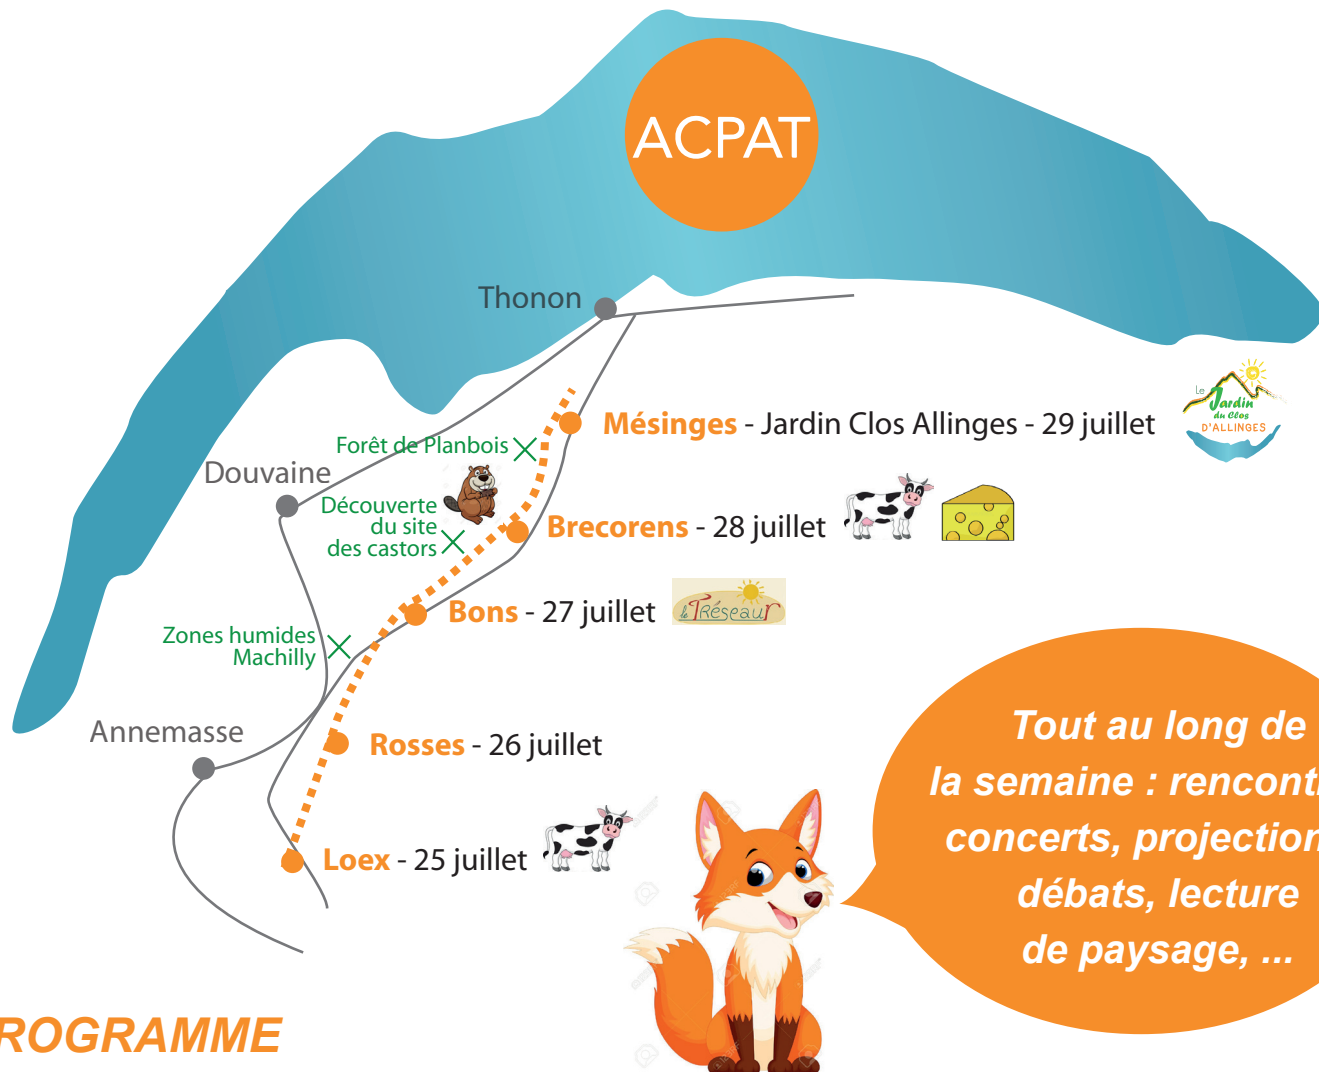 ACPAT
Thonon
Mésinges - Jardin Clos Allinges - 29 juillet
Le
Jardin
du Clos
D'ALLINGES
Forêt de Planbois
Douvaine
Découverte
du site
des castors
Brecorens - 28 juillet
Bons - 27 juillet
le TRéseaur
Zones humides
Machilly
Annemasse
Rosses - 26 juillet
Loex - 25 juillet
Tout au long de
la semaine : rencont
concerts, projection
débats, lecture
de paysage, ...
ROGRAMME